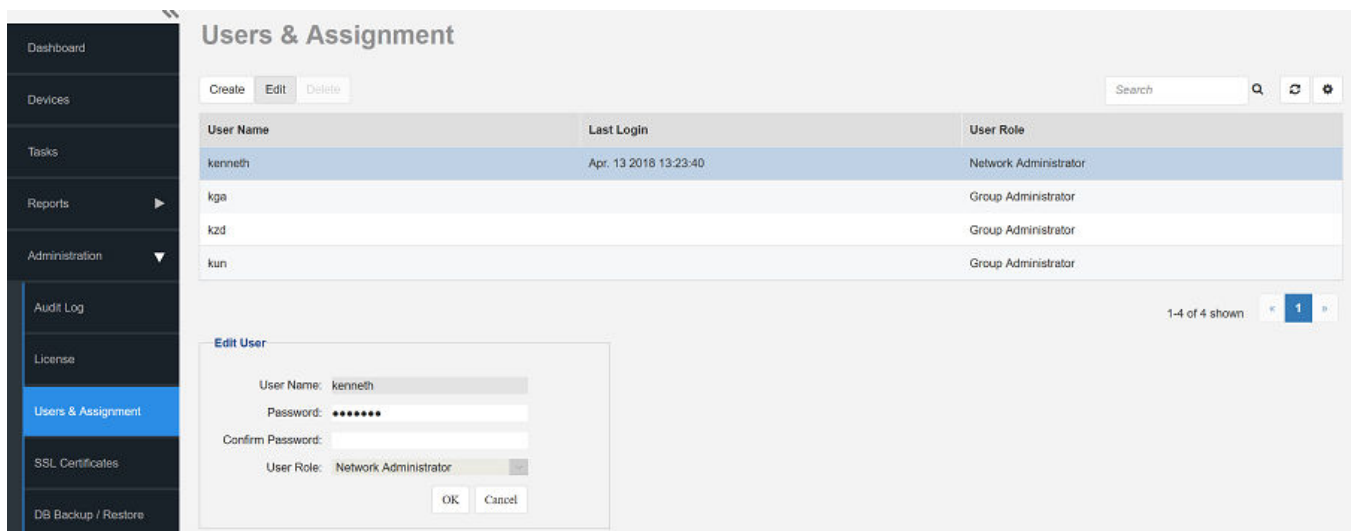 Users & Assignment
Dashboard
Devices
Tasks
Reports
Administration
Audit Log
License
Users & Assignment
SSL Certificates
DB Backup / Restore
Create Edit Delete Search
User Name Last Login User Role
kenneth Apr. 13 2018 13:23:40 Network Administrator
kga Group Administrator
kzd Group Administrator
kun Group Administrator
1-4 of 4 shown « 1 »
Edit User
User Name: kenneth
Password: •••••••
Confirm Password:
User Role: Network Administrator
OK Cancel